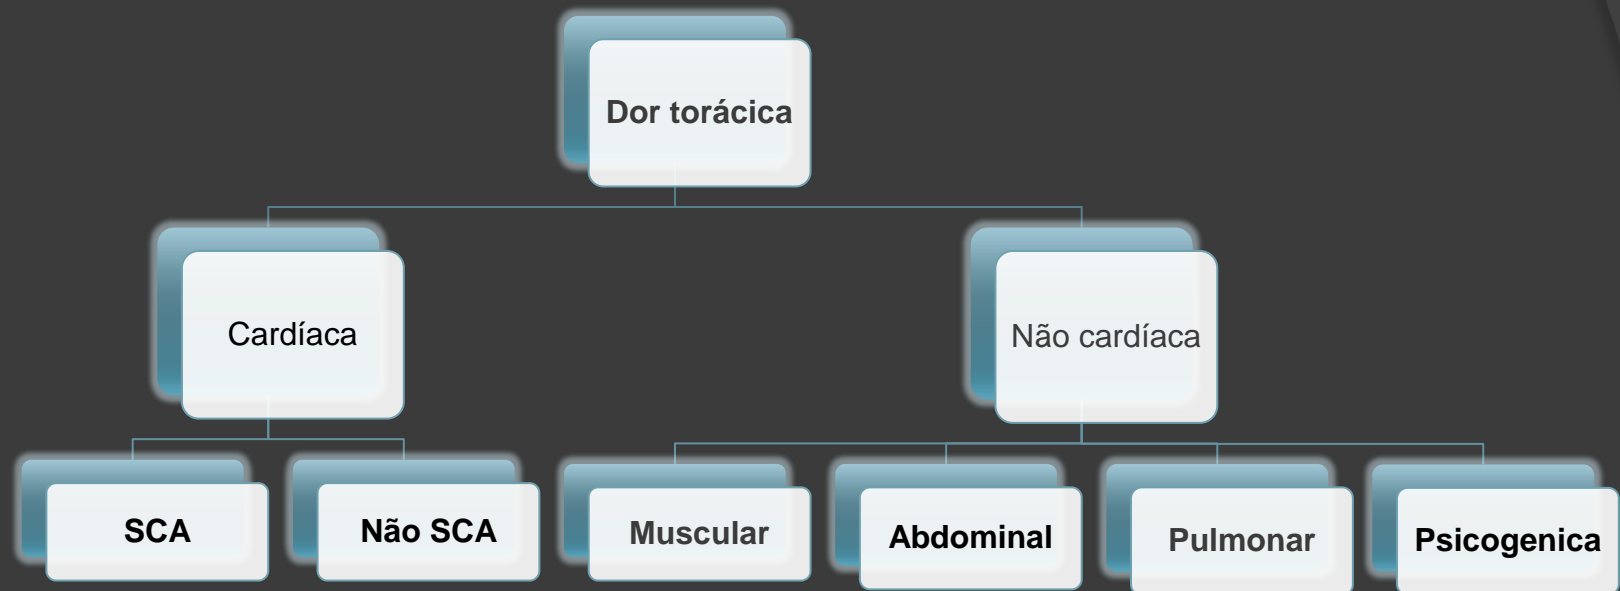 Dor torácica
Cardíaca
Não cardíaca
SCA
Não SCA
Muscular
Abdominal
Pulmonar
Psicogenica